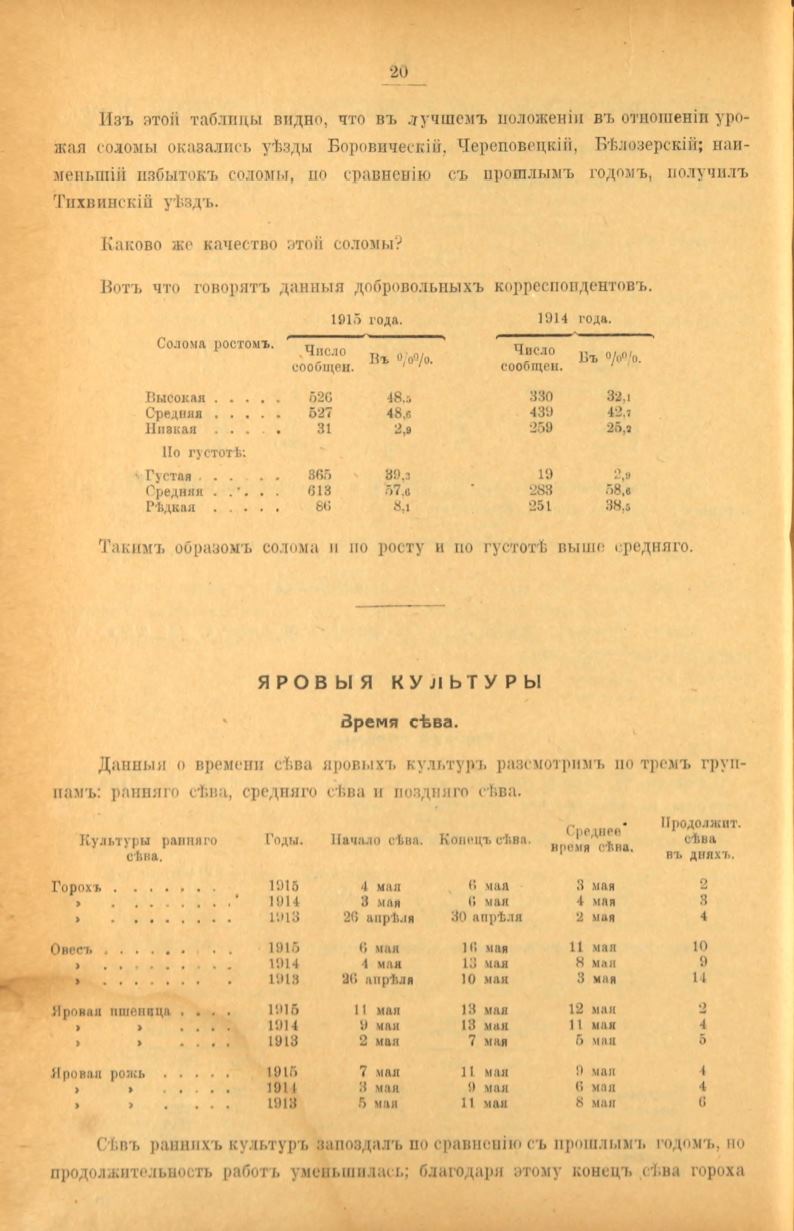 20
Изъ этой таблицы видно, что въ лучшемъ положеніи въ отношеніи уро-
жая соломы оказались уѣзды Боровическій, Череповецкій, Бѣлозерскій; наи-
меньшій избытокъ соломы, по сравненію съ прошлымъ годомъ, получилъ
Тихвинскій уѣздъ.
Каково же качество этой соломы?
Вотъ что говорятъ данныя добровольныхъ корреспондентовъ.
1915 года. 1914 года.
Солома ростомъ. Число сообщен. Въ %%. Число сообщен. Въ %%.
Высокая . . . . . 526 48,5 330 32,1
Средняя . . . . . 527 48,6 439 42,7
Низкая . . . . . 31 2,9 259 25,2
По густотѣ:
Густая . . . . . 365 39,3 19 2,9
Средняя . . . . . 613 57,6 283 58,6
Рѣдкая . . . . . 86 8,1 251 38,5
Такимъ образомъ солома и по росту и по густотѣ выше средняго.
ЯРОВЫЯ КУЛЬТУРЫ
Время сѣва.
Данныя о времени сѣва яровыхъ культуръ разсмотримъ по тремъ груп-
памъ: ранняго сѣва, средняго сѣва и поздняго сѣва.
Культуры ранняго сѣва. Годы. Начало сѣва. Конецъ сѣва. Среднее время сѣва. Продолжит. сѣва въ дняхъ.
Горохъ . . . . . . . 1915 4 мая 6 мая 3 мая 2
» . . . . . . . . 1914 3 мая 6 мая 4 мая 3
» . . . . . . . . 1913 26 апрѣля 30 апрѣля 2 мая 4
Овесъ . . . . . . . . 1915 6 мая 16 мая 11 мая 10
» . . . . . . . . 1914 4 мая 13 мая 8 мая 9
» . . . . . . . . 1913 26 апрѣля 10 мая 3 мая 14
Яровая пшеница . . . . 1915 11 мая 13 мая 12 мая 2
» » . . . . 1914 9 мая 13 мая 11 мая 4
» » . . . . 1913 2 мая 7 мая 5 мая 5
Яровая рожь . . . . . 1915 7 мая 11 мая 9 мая 4
» » . . . . . 1914 3 мая 9 мая 6 мая 4
» » . . . . 1913 5 мая 11 мая 8 мая 6
Сѣвъ раннихъ культуръ запоздалъ по сравненію съ прошлымъ годомъ, но
продолжительность работъ уменьшилась; благодаря этому конецъ сѣва гороха